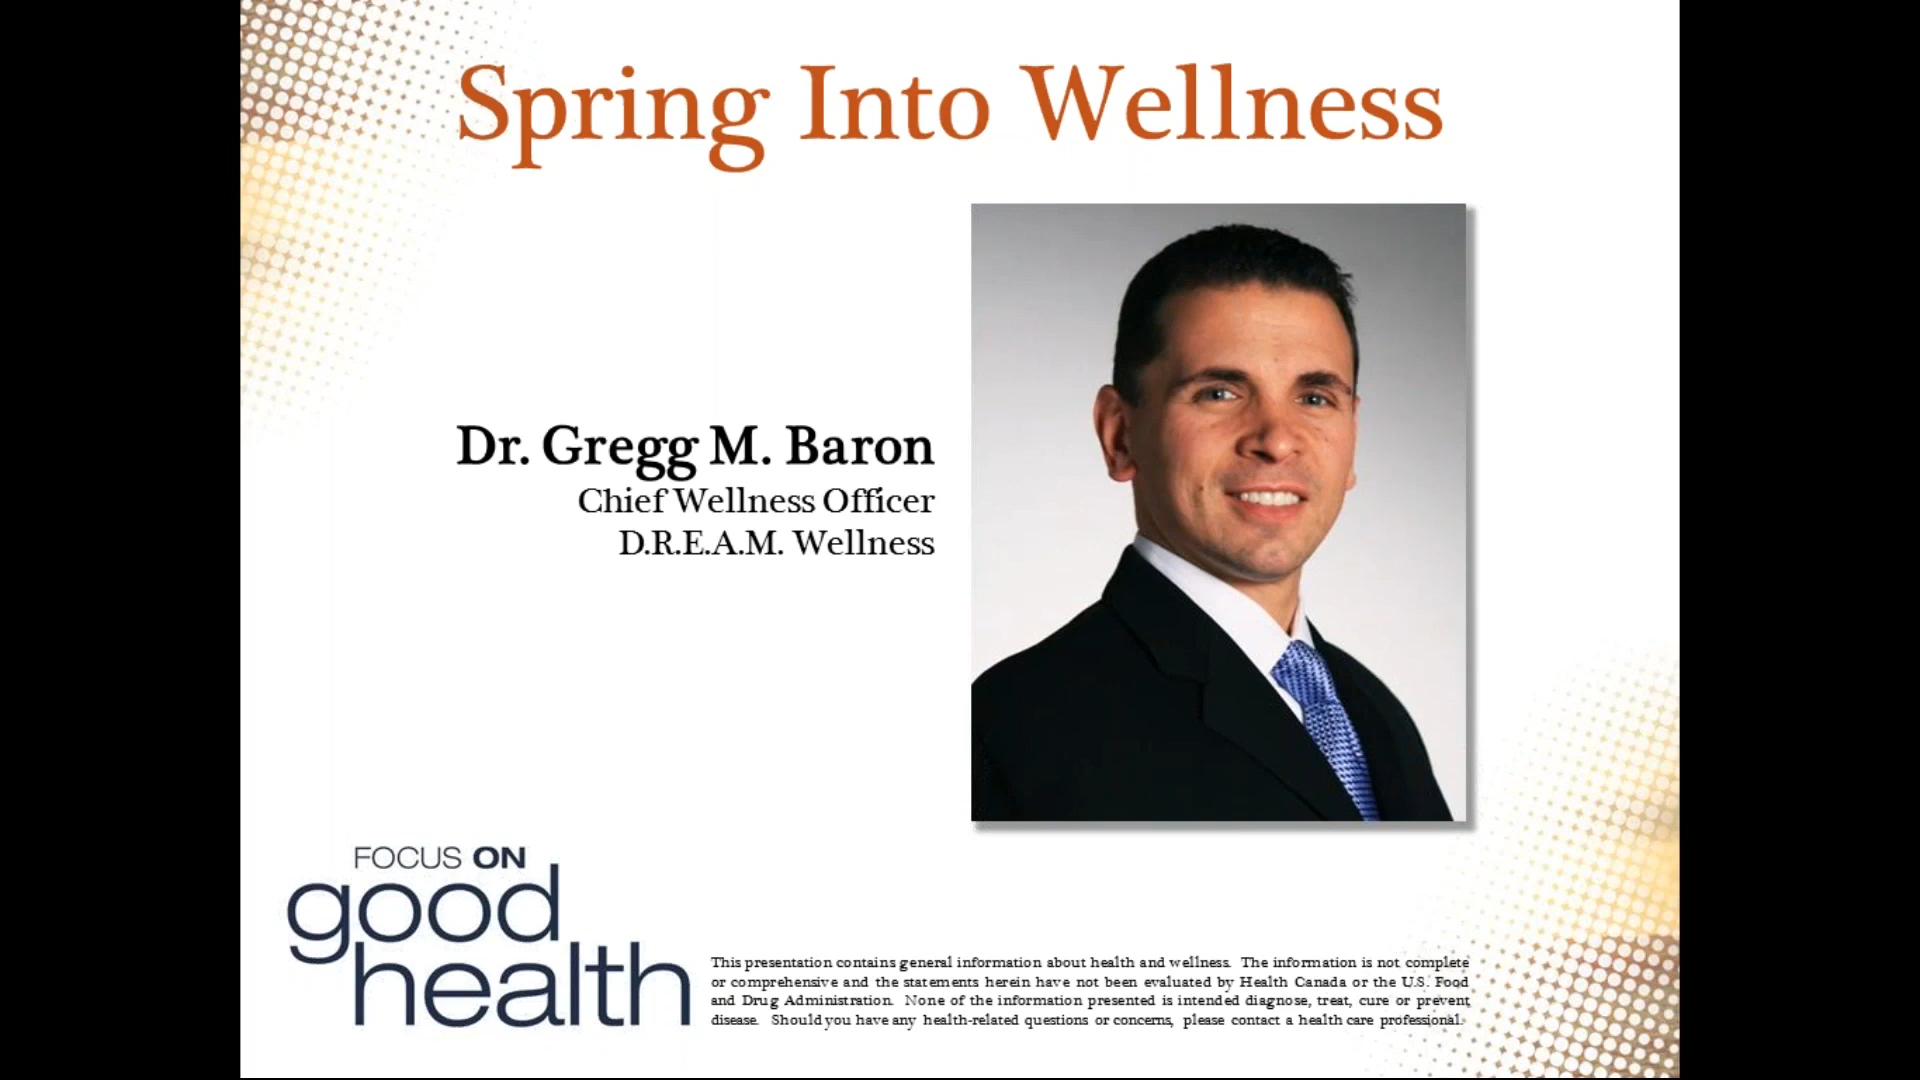 Spring Into Wellness
Dr. Gregg M. Baron
Chief Wellness Officer
D.R.E.A.M. Wellness
FOCUS ON
good
health
This presentation contains general information about health and wellness. The information is not complete
or comprehensive and the statements herein have not been evaluated by Health Canada or the U.S. Food
and Drug Administration. None of the information presented is intended diagnose, treat, cure or prevent
disease. Should you have any health-related questions or concerns, please contact a health care professional.